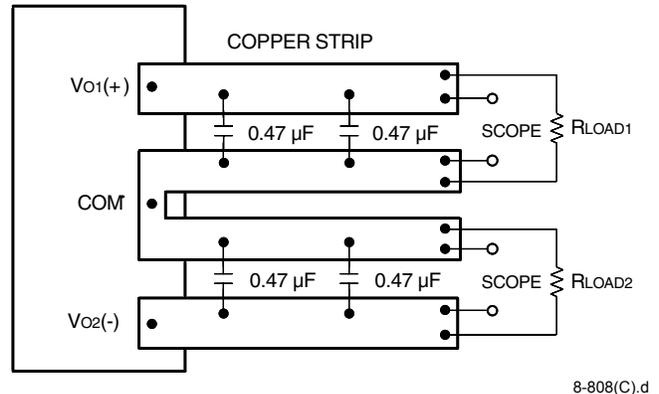 COPPER STRIP
VO1(+)
0.47 µF 0.47 µF
SCOPE RLOAD1
COM
0.47 µF 0.47 µF
SCOPE RLOAD2
VO2(-)
8-808(C).d